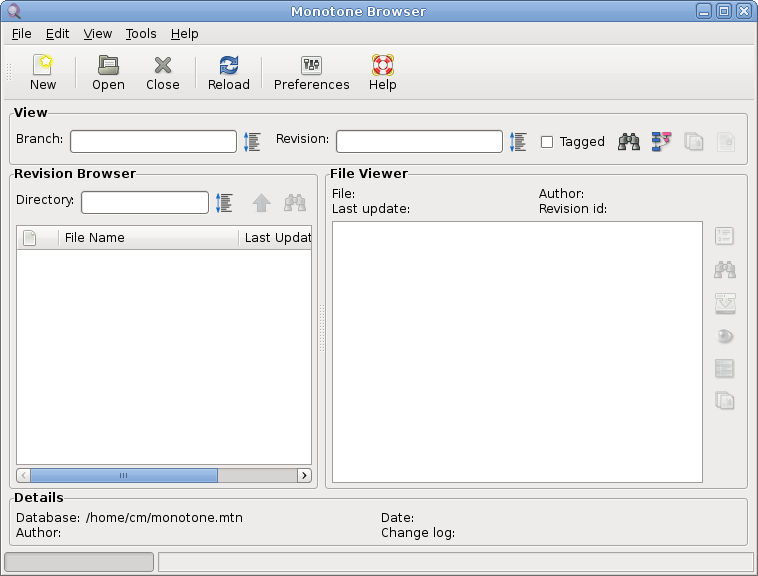 Monotone Browser
File Edit View Tools Help
New Open Close Reload Preferences Help
View
Branch: Revision: Tagged
Revision Browser
Directory:
File Name Last Updat
File Viewer
File: Author:
Last update: Revision id:
Details
Database: /home/cm/monotone.mtn Date:
Author: Change log: